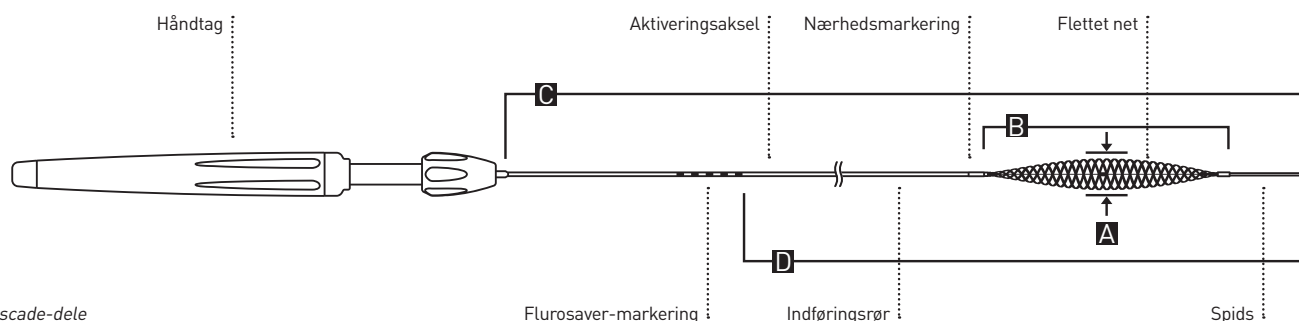 Håndtag
Aktiveringsaksel
Nærhedsmarkering
Flettet net
C
B
A
D
scade-dele
Flurosaver-markering
Indføringsrør
Spids